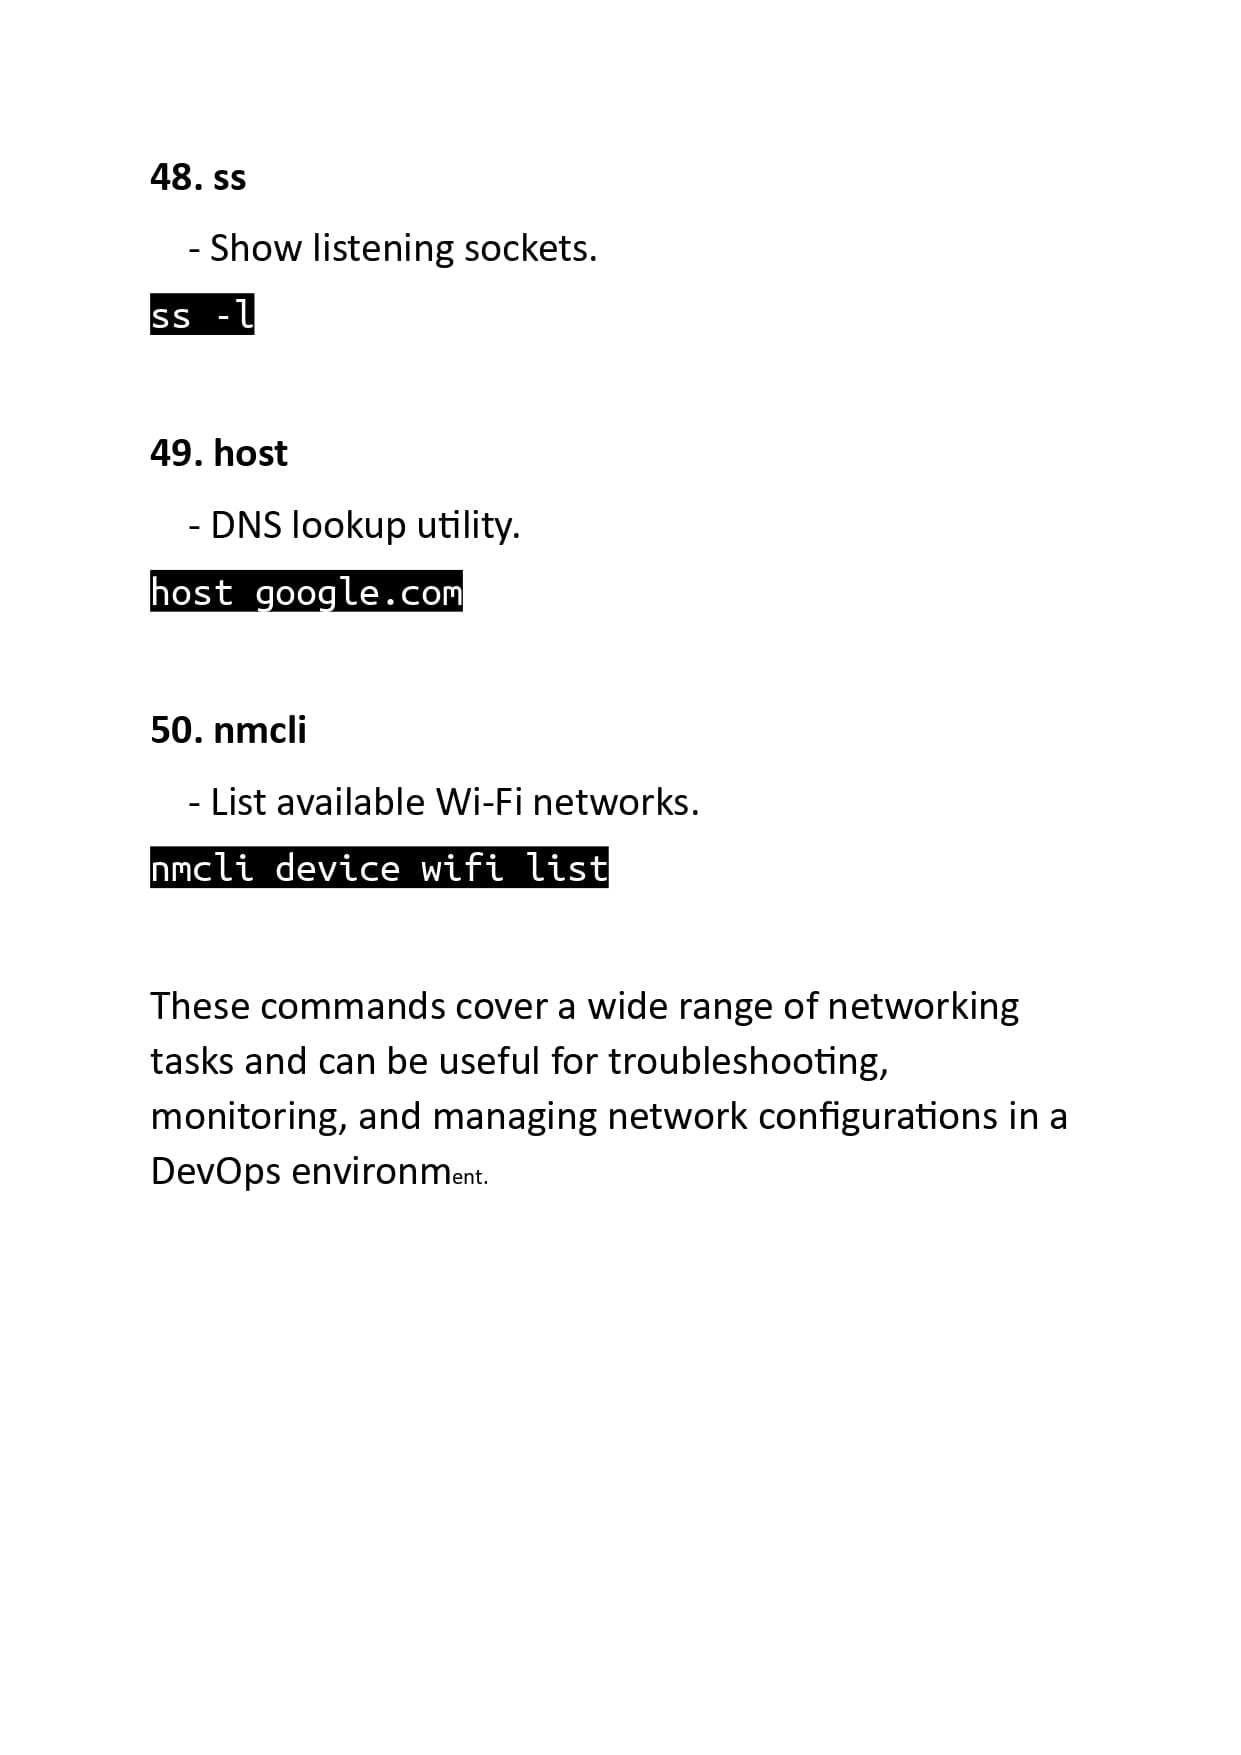 48. ss
- Show listening sockets.
ss -l
49. host
- DNS lookup utility.
host google.com
50. nmcli
- List available Wi-Fi networks.
nmcli device wifi list
These commands cover a wide range of networking
tasks and can be useful for troubleshooting,
monitoring, and managing network configurations in a
DevOps environment.